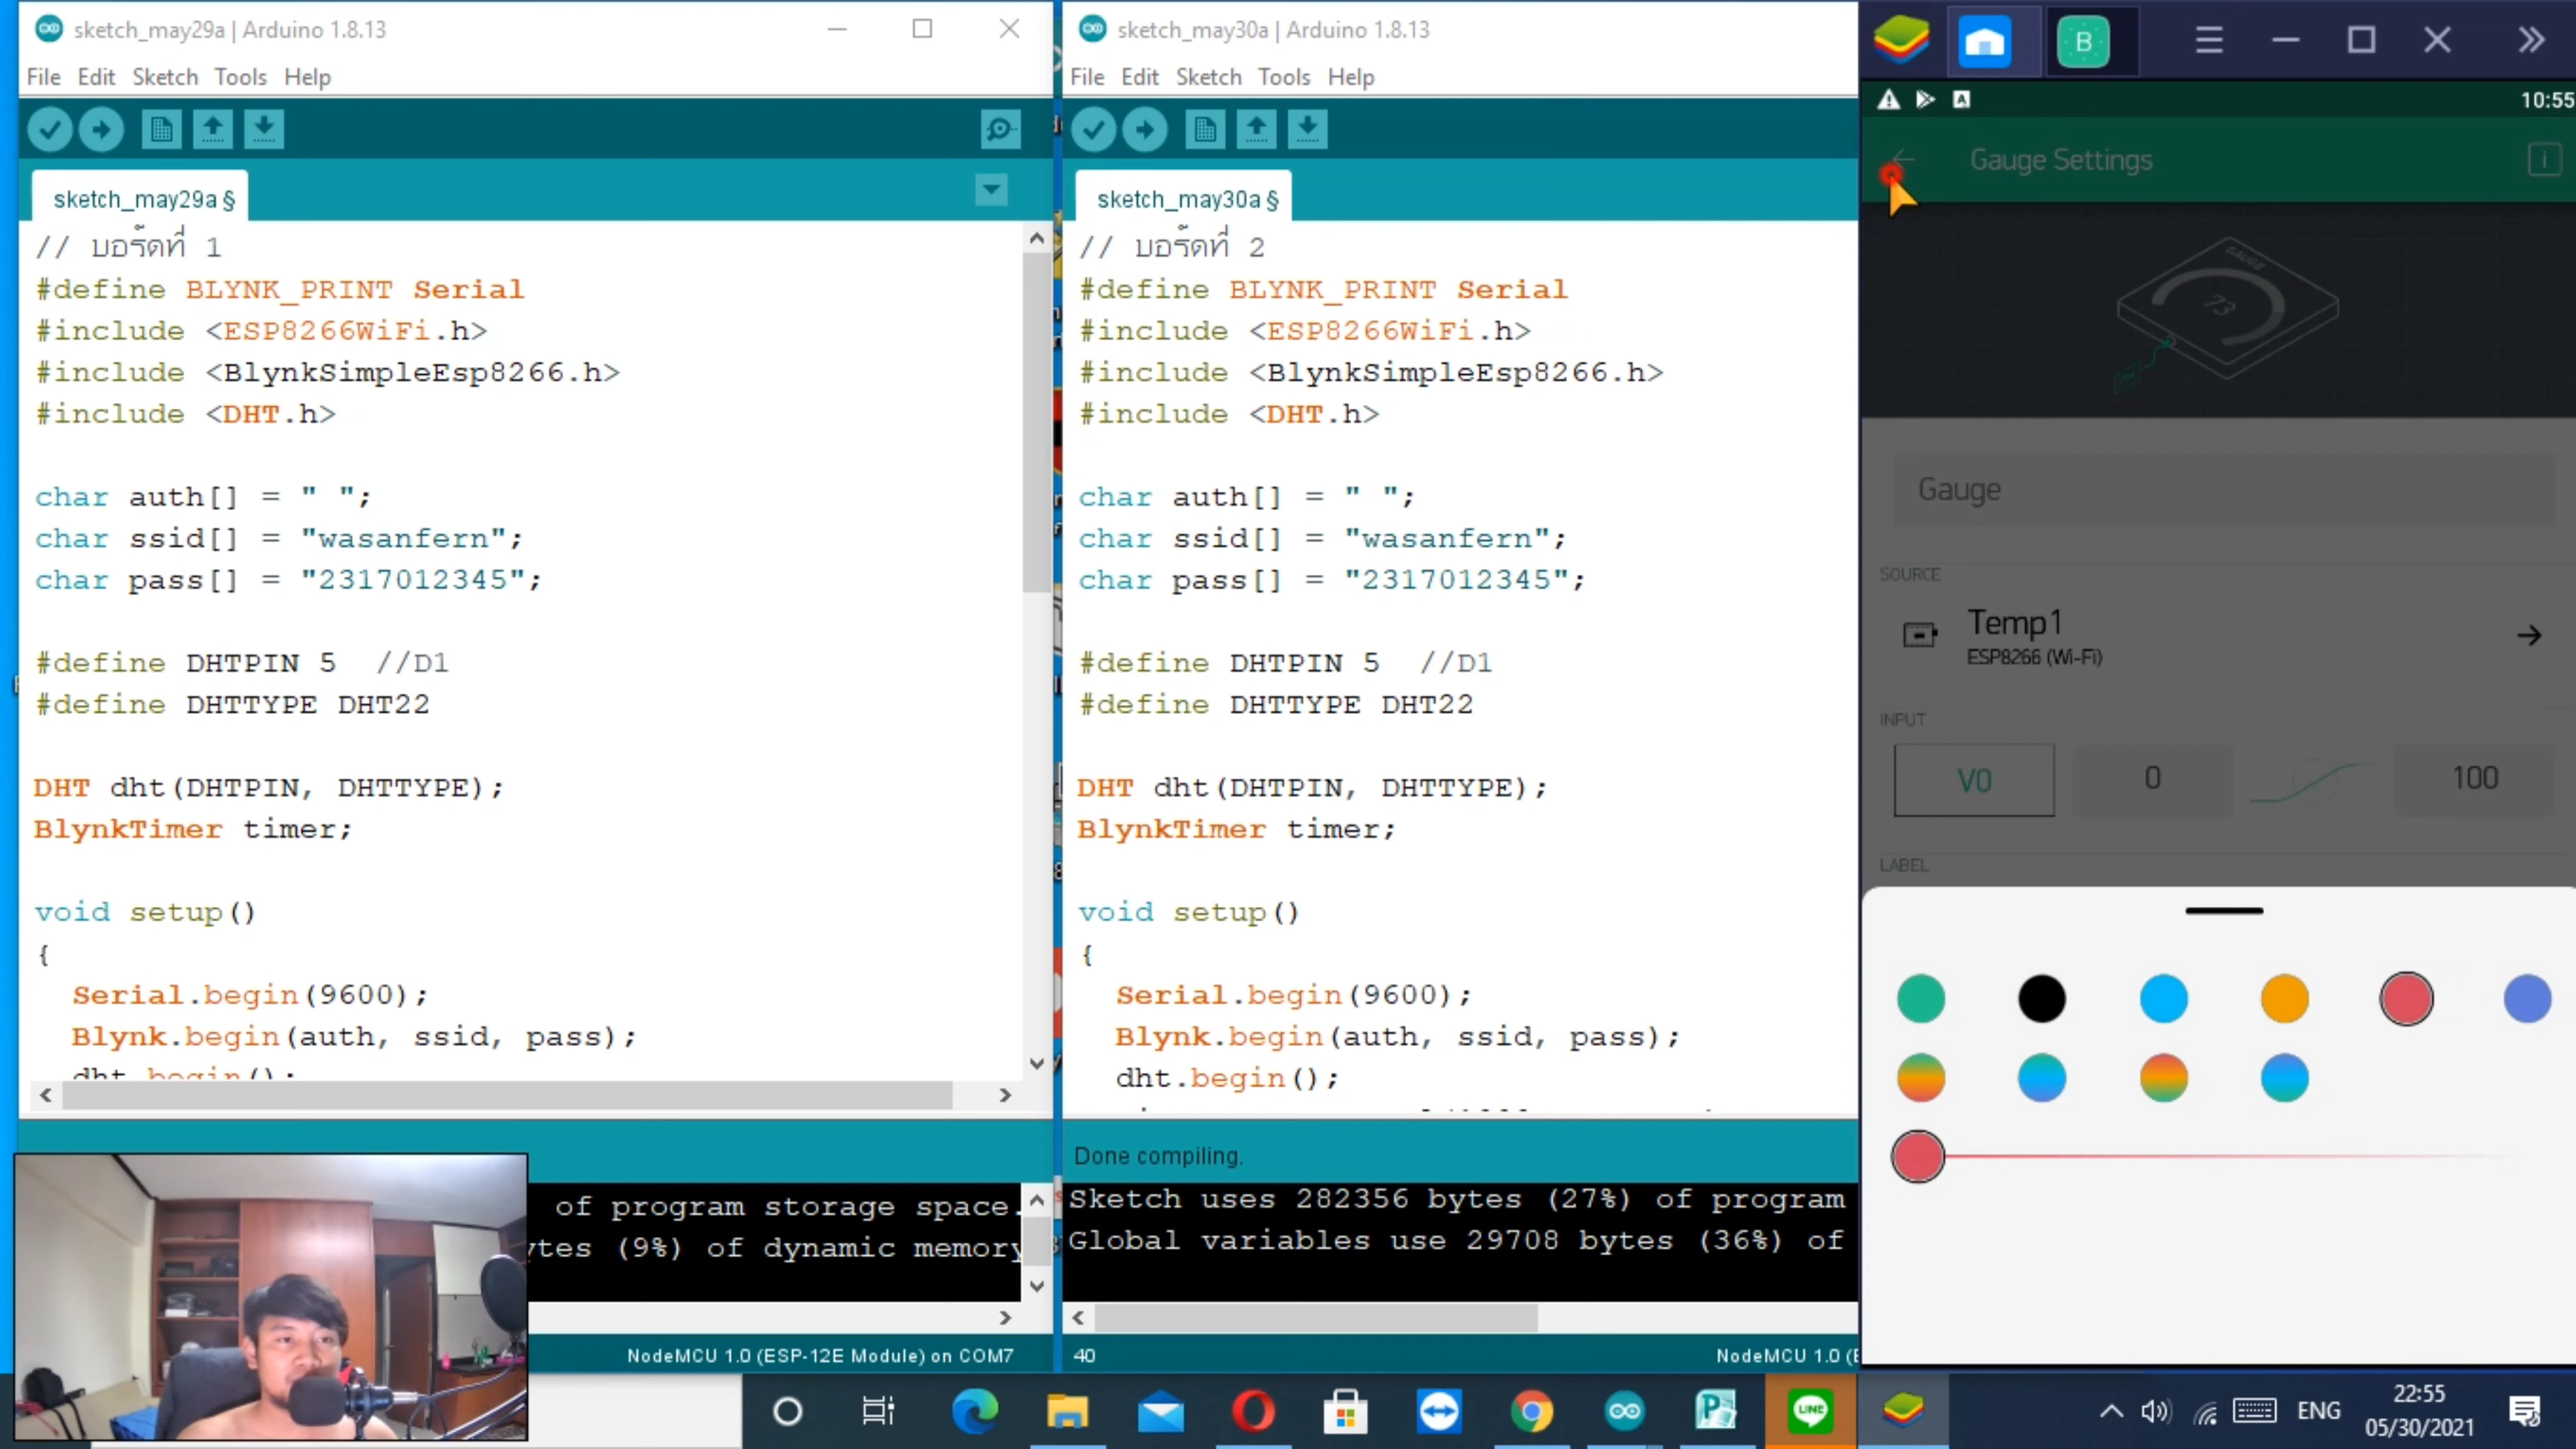 sketch_may29a | Arduino 1.8.13
File Edit Sketch Tools Help
sketch_may29a §
// บอร์ดที่ 1
#define BLYNK_PRINT Serial
#include <ESP8266WiFi.h>
#include <BlynkSimpleEsp8266.h>
#include <DHT.h>
char auth[] = " ";
char ssid[] = "wasanfern";
char pass[] = "2317012345";
#define DHTPIN 5 //D1
#define DHTTYPE DHT22
DHT dht(DHTPIN, DHTTYPE);
BlynkTimer timer;
void setup()
{
Serial.begin(9600);
Blynk.begin(auth, ssid, pass);
dht.begin();
of program storage space.
ytes (9%) of dynamic memory
NodeMCU 1.0 (ESP-12E Module) on COM7
sketch_may30a | Arduino 1.8.13
File Edit Sketch Tools Help
sketch_may30a §
// บอร์ดที่ 2
#define BLYNK_PRINT Serial
#include <ESP8266WiFi.h>
#include <BlynkSimpleEsp8266.h>
#include <DHT.h>
char auth[] = " ";
char ssid[] = "wasanfern";
char pass[] = "2317012345";
#define DHTPIN 5 //D1
#define DHTTYPE DHT22
DHT dht(DHTPIN, DHTTYPE);
BlynkTimer timer;
void setup()
{
Serial.begin(9600);
Blynk.begin(auth, ssid, pass);
dht.begin();
Done compiling.
Sketch uses 282356 bytes (27%) of program
Global variables use 29708 bytes (36%) of
40
NodeMCU 1.0 (E
B
10:55
Gauge Settings
GAUGE
73
Gauge
SOURCE
Temp1
ESP8266 (Wi-Fi)
INPUT
V0 0 100
LABEL
LINE
ENG
22:55
05/30/2021